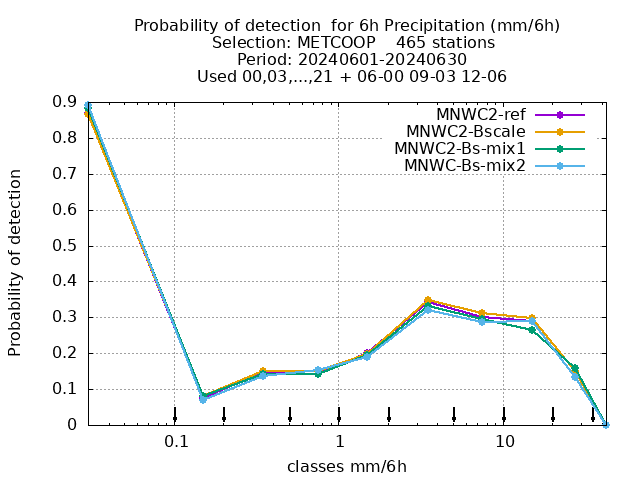 Probability of detection  for 6h Precipitation (mm/6h)
Selection: METCOOP    465 stations
Period: 20240601-20240630
Used 00,03,...,21 + 06-00 09-03 12-06
MNWC2-ref
MNWC2-Bscale
MNWC2-Bs-mix1
MNWC-Bs-mix2
Probability of detection
0.9
0.8
0.7
0.6
0.5
0.4
0.3
0.2
0.1
0
0.1 1 10
classes mm/6h